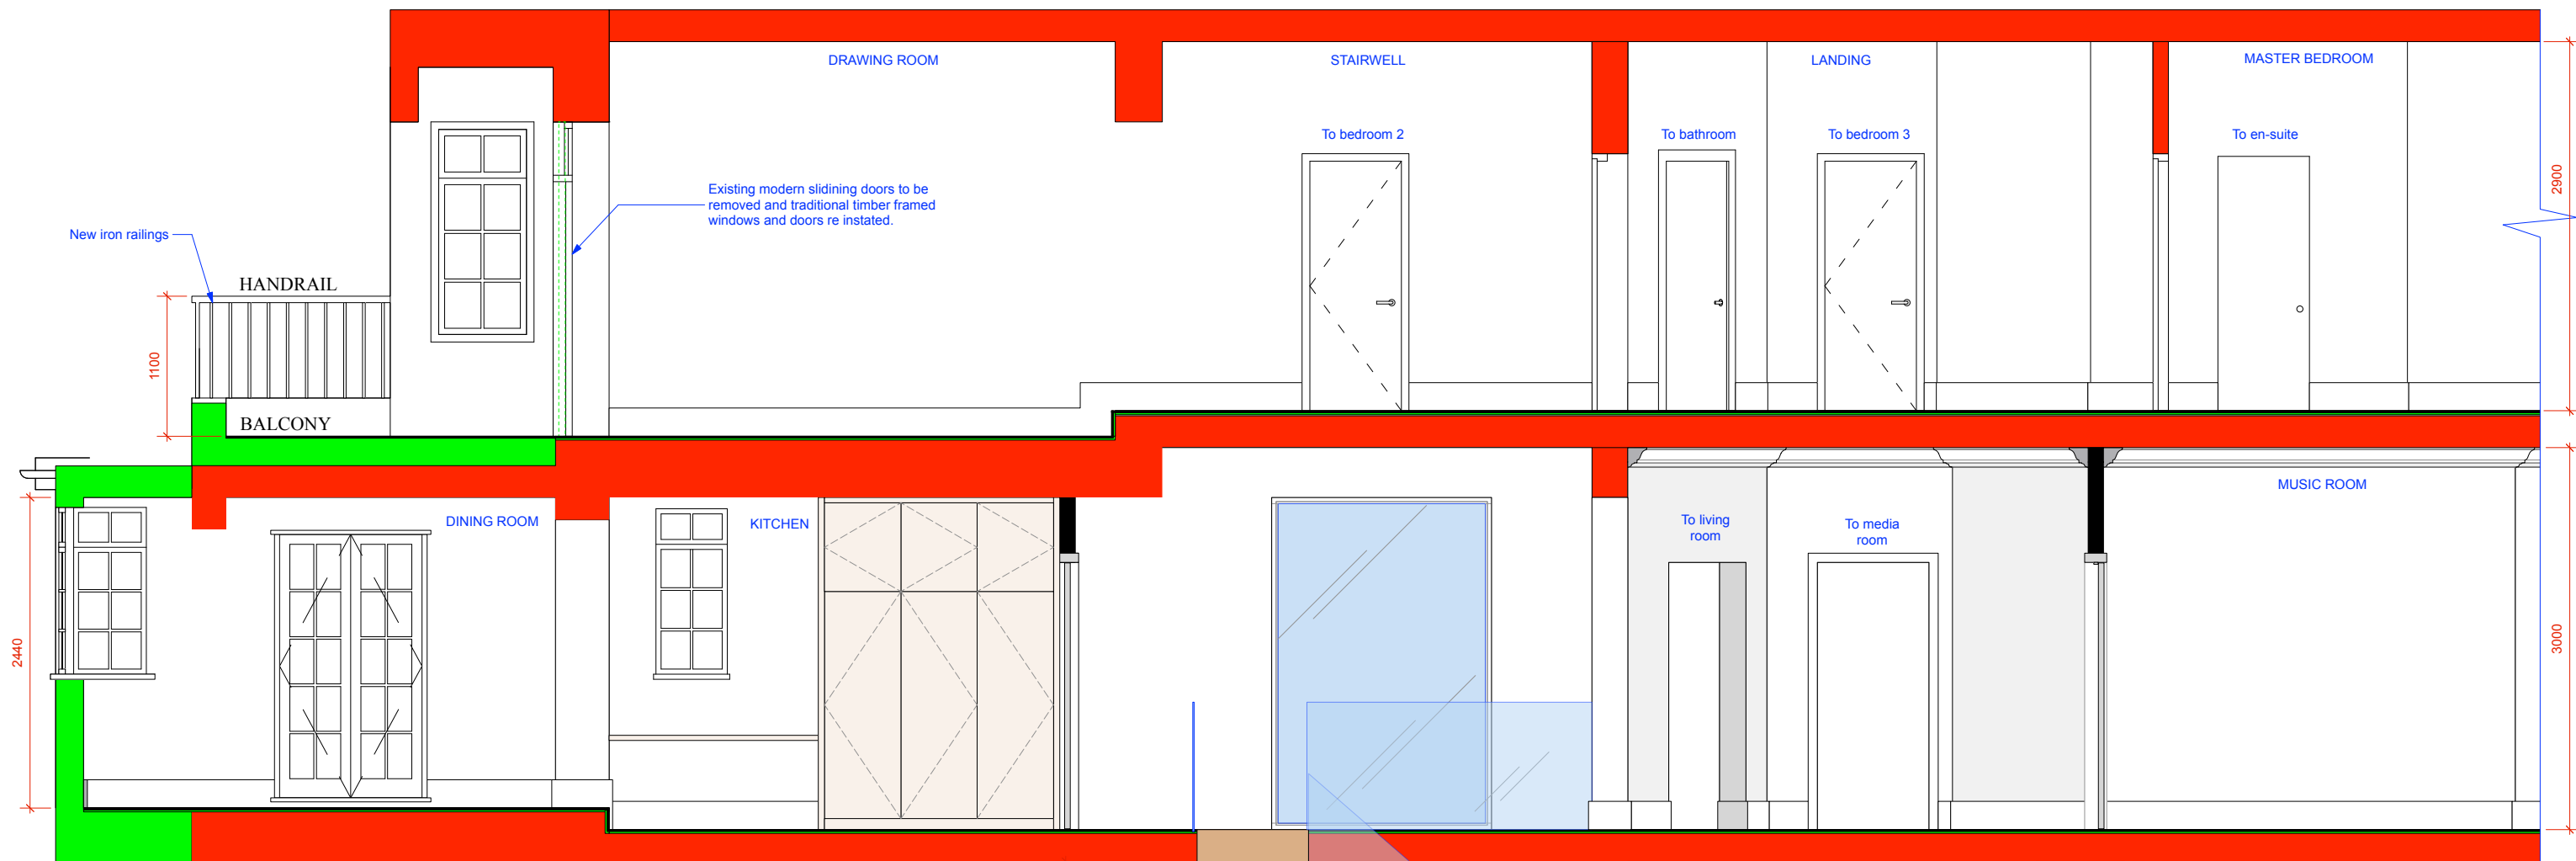 DRAWING ROOM
STAIRWELL
LANDING
MASTER BEDROOM
To bedroom 2
To bathroom
To bedroom 3
To en-suite
2900
Existing modern slidining doors to be
removed and traditional timber framed
windows and doors re instated.
New iron railings
HANDRAIL
1100
BALCONY
DINING ROOM
KITCHEN
To living
room
To media
room
MUSIC ROOM
2440
3000